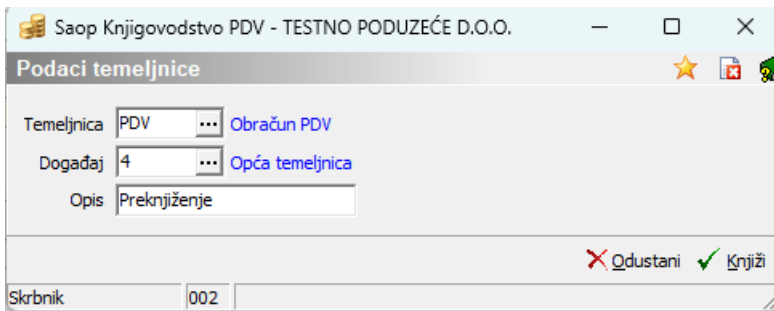 Saop Knjigovodstvo PDV - TESTNO PODUZEĆE D.O.O.
Podaci temeljnice
Temeljnica PDV ... Obračun PDV
Događaj 4 ... Opća temeljnica
Opis Preknjiženje
Odustani Knjiži
Skrbnik 002